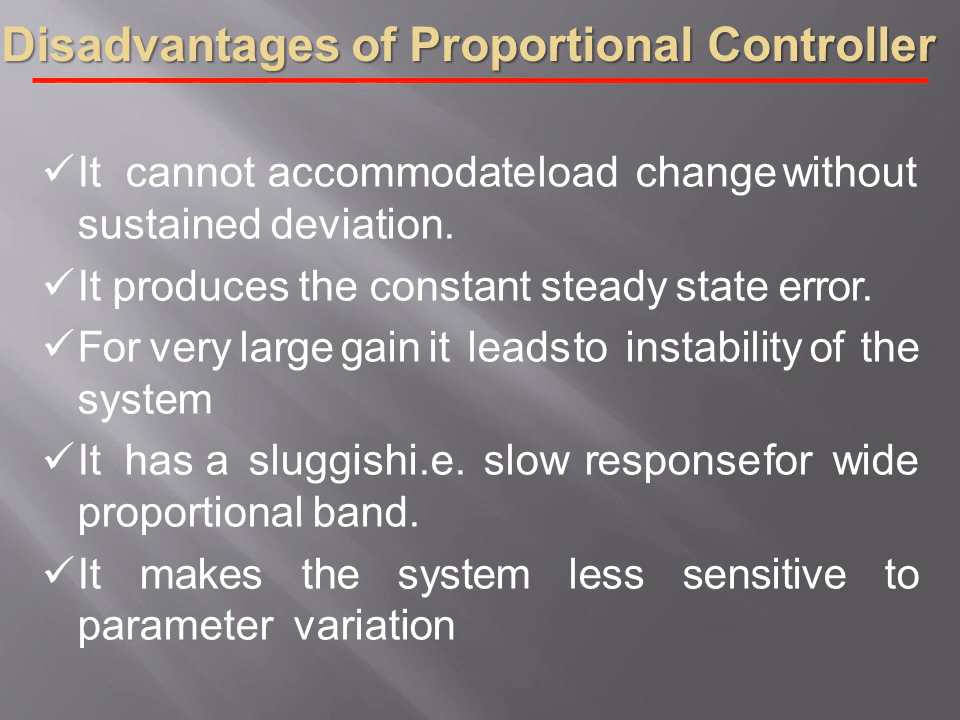 Disadvantages of Proportional Controller
✓ It cannot accommodateload change without
sustained deviation.
✓ It produces the constant steady state error.
✓ For very large gain it leadsto instability of the
system
✓ It has a sluggishi.e. slow responsefor wide
proportional band.
✓ It makes the system less sensitive to
parameter variation